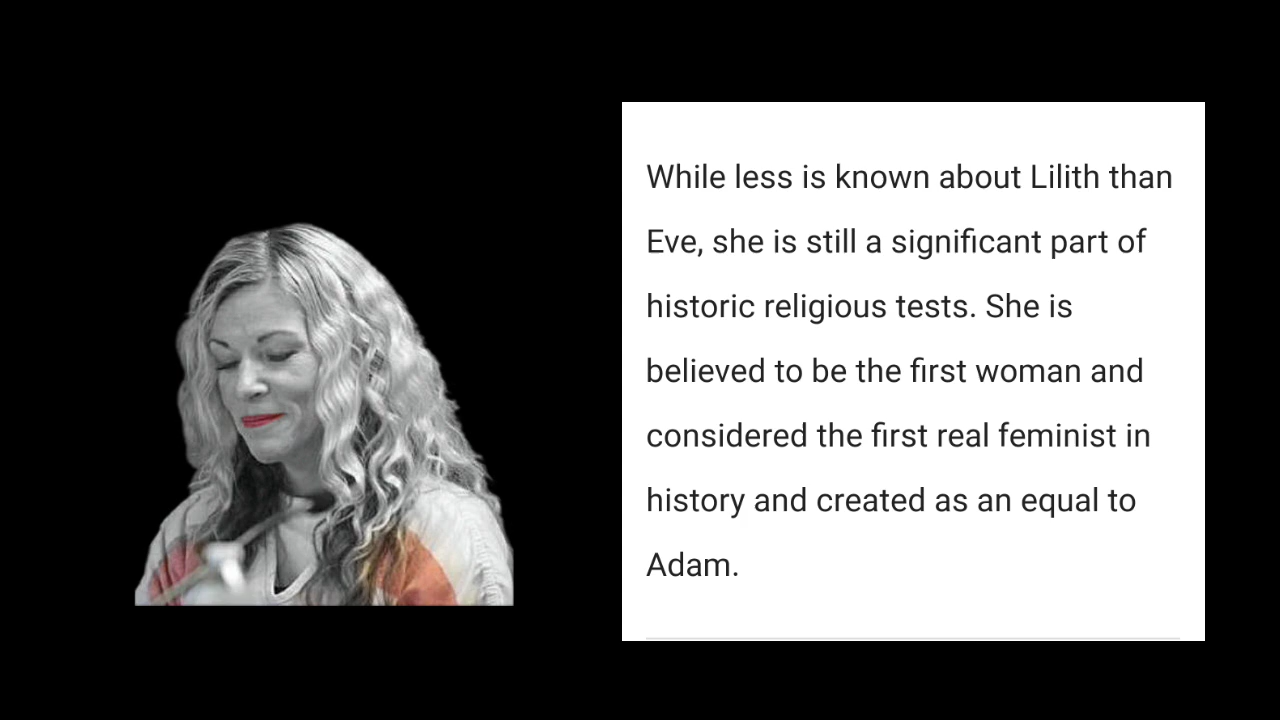 While less is known about Lilith than
Eve, she is still a significant part of
historic religious tests. She is
believed to be the first woman and
considered the first real feminist in
history and created as an equal to
Adam.